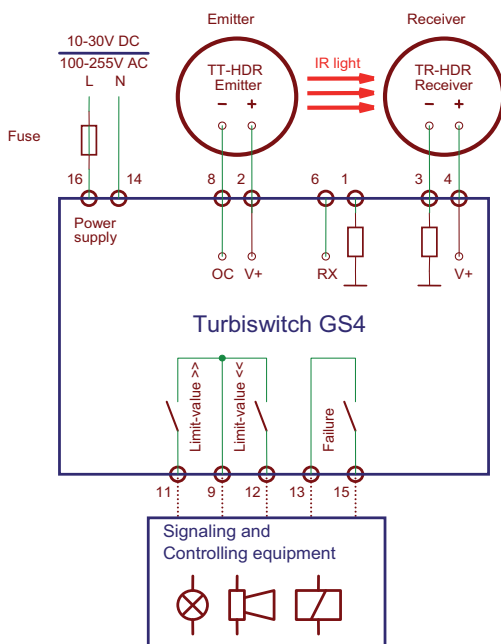 Emitter
Receiver
10-30V DC
100-255V AC
L N
TT-HDR
Emitter
− +
IR light
TR-HDR
Receiver
− +
Fuse
16 14 8 2 6 1 3 4
Power
supply
OC V+ RX V+
Turbiswitch GS4
Limit-value >>
Limit-value <<
Failure
11 9 12 13 15
Signaling and
Controlling equipment